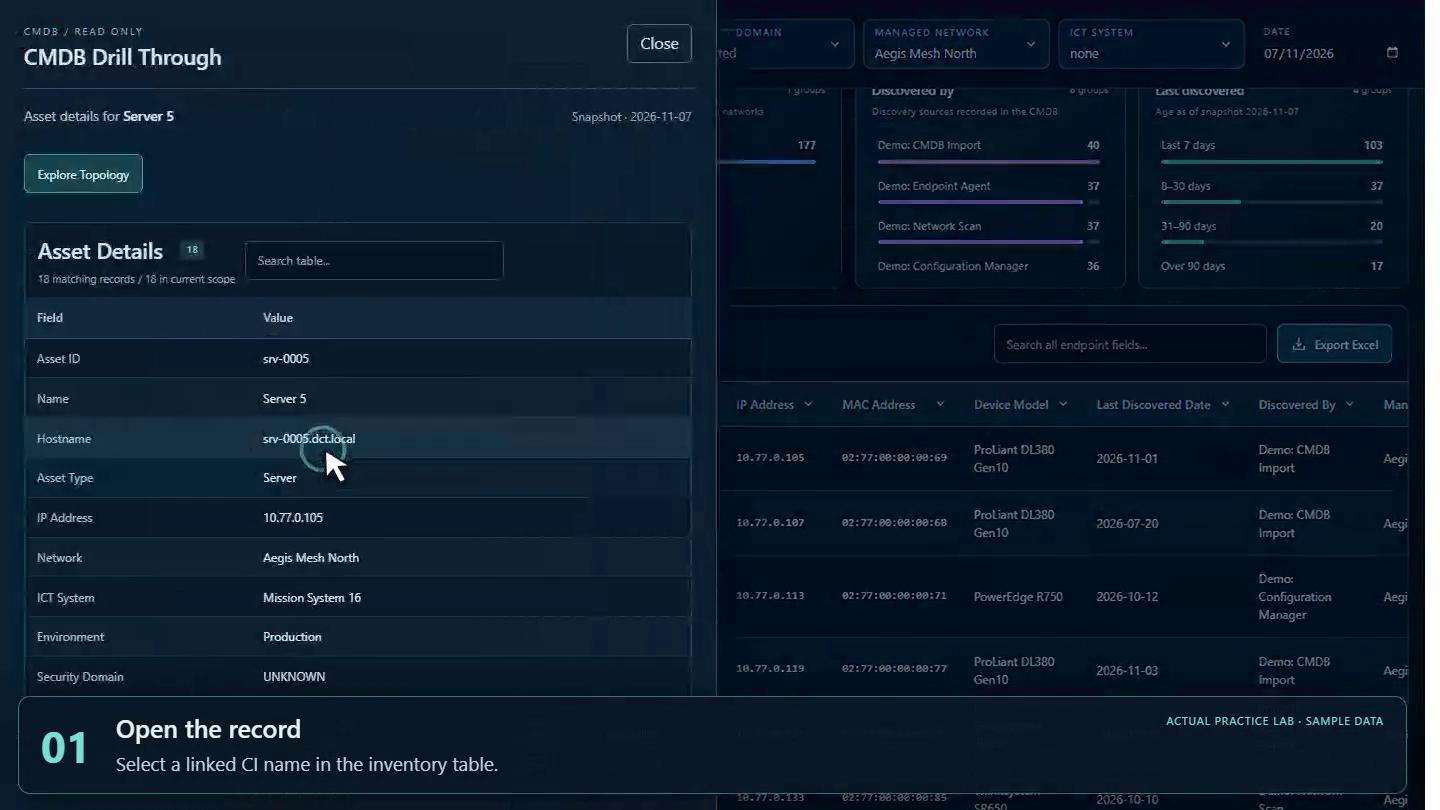 CMDB / READ ONLY
CMDB Drill Through
Close
Asset details for Server 5
Snapshot · 2026-11-07
Explore Topology
Asset Details 18
18 matching records / 18 in current scope
Search table...
Field Value
Asset ID srv-0005
Name Server 5
Hostname srv-0005.dct.local
Asset Type Server
IP Address 10.77.0.105
Network Aegis Mesh North
ICT System Mission System 16
Environment Production
Security Domain UNKNOWN
DOMAIN
ted
MANAGED NETWORK
Aegis Mesh North
ICT SYSTEM
none
DATE
07/11/2026
1 groups
networks
177
Discovered by
Discovery sources recorded in the CMDB
Demo: CMDB Import 40
Demo: Endpoint Agent 37
Demo: Network Scan 37
Demo: Configuration Manager 36
Last discovered
4 groups
Age as of snapshot 2026-11-07
Last 7 days 103
8–30 days 37
31–90 days 20
Over 90 days 17
Search all endpoint fields...
Export Excel
IP Address MAC Address Device Model Last Discovered Date Discovered By Man
10.77.0.105 02:77:00:00:00:69 ProLiant DL380 Gen10 2026-11-01 Demo: CMDB Import Aegi
10.77.0.107 02:77:00:00:00:6B ProLiant DL380 Gen10 2026-07-20 Demo: CMDB Import Aegi
10.77.0.113 02:77:00:00:00:71 PowerEdge R750 2026-10-12 Demo: Configuration Manager Aegi
10.77.0.119 02:77:00:00:00:77 ProLiant DL380 Gen10 2026-11-03 Demo: CMDB Import Aegi
10.77.0.133 02:77:00:00:00:85 SR650 2026-10-10 Aegi
01
Open the record
Select a linked CI name in the inventory table.
ACTUAL PRACTICE LAB · SAMPLE DATA